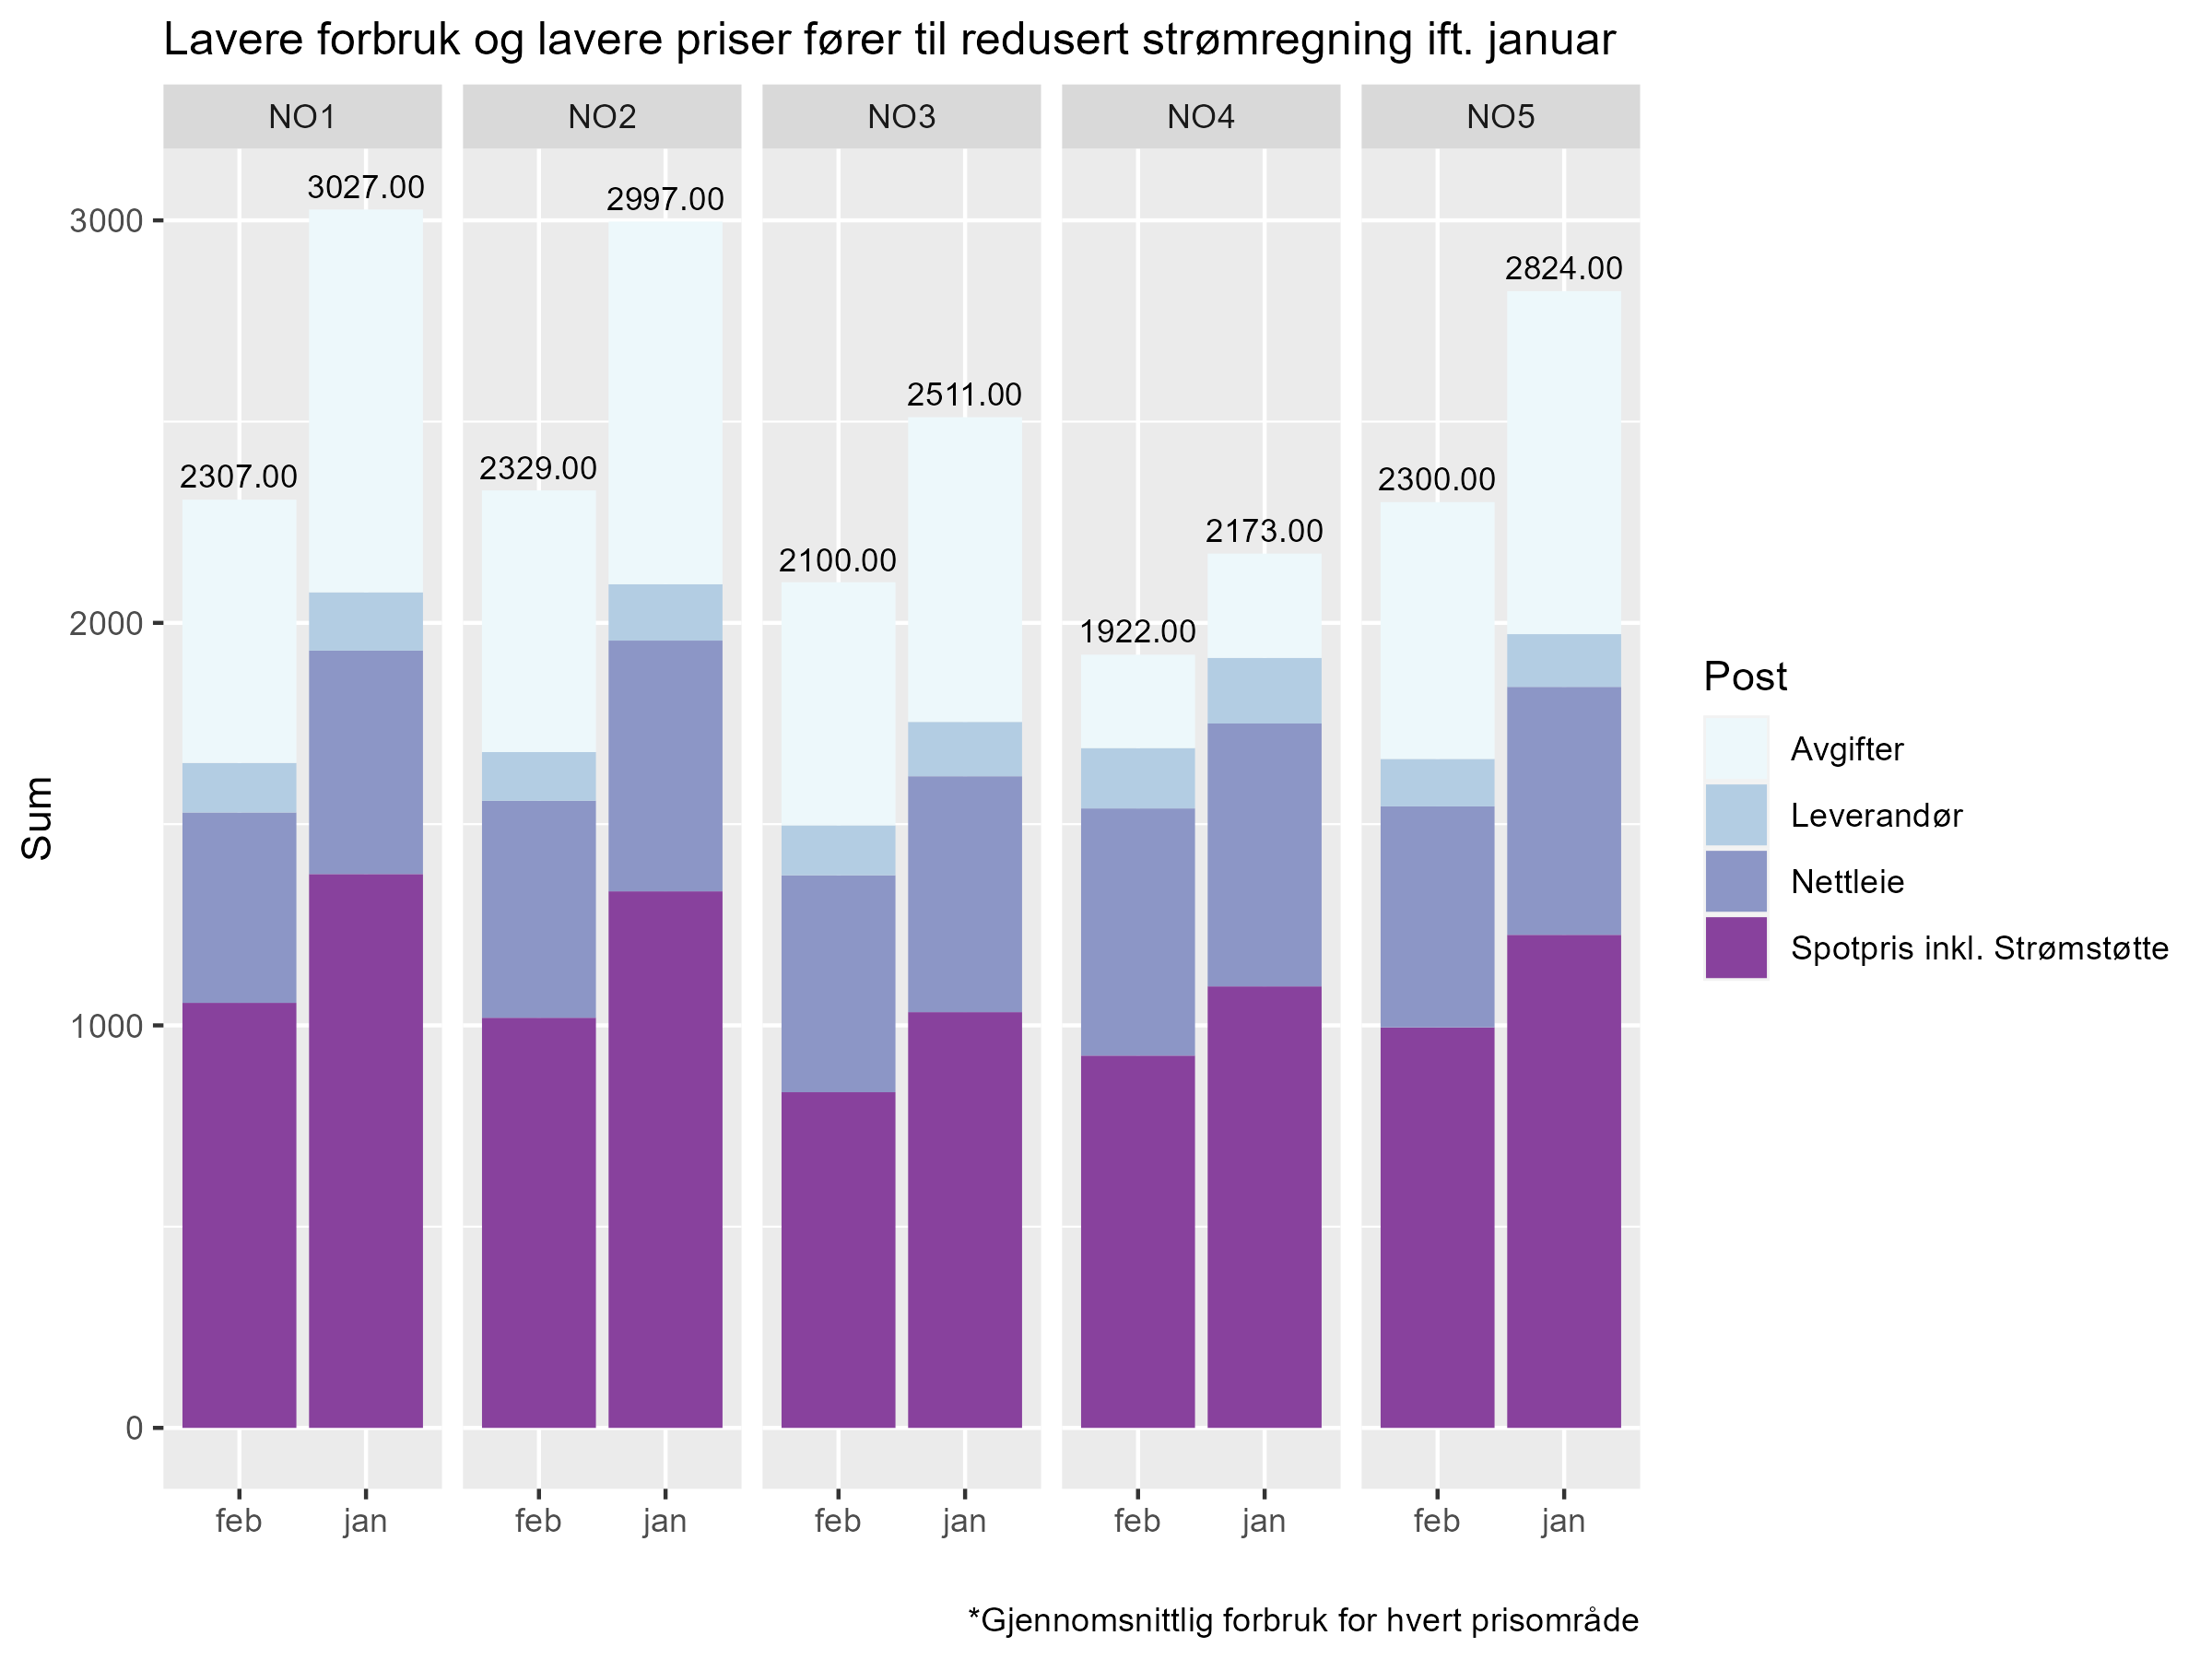 Lavere forbruk og lavere priser fører til redusert strømregning ift. januar
NO1 NO2 NO3 NO4 NO5
3027.00
2997.00
2824.00
2511.00
2307.00
2329.00
2300.00
2173.00
2100.00
1922.00
3000
2000
1000
0
Sum
feb jan feb jan feb jan feb jan feb jan
Post
Avgifter
Leverandør
Nettleie
Spotpris inkl. Strømstøtte
*Gjennomsnittlig forbruk for hvert prisområde